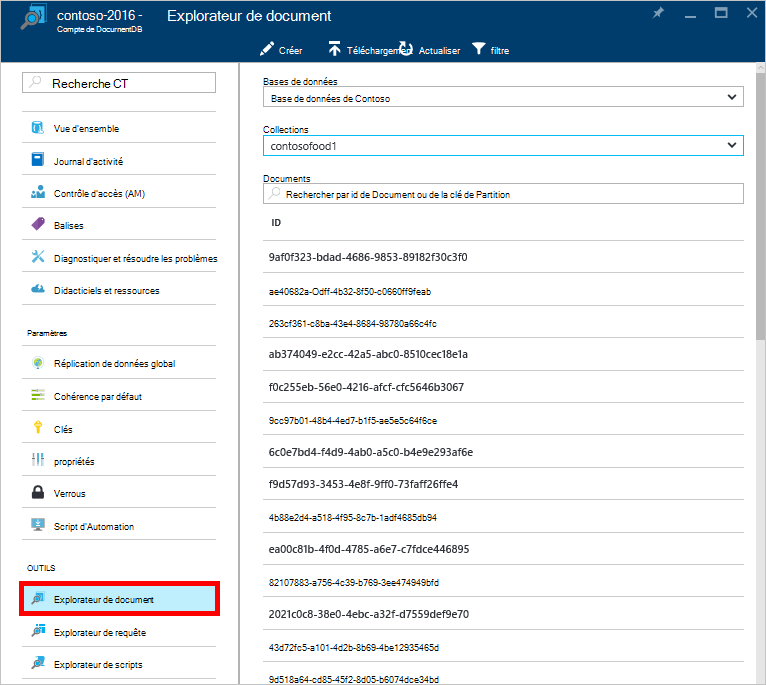 contoso-2016 -
Compte de DocumentDB
Explorateur de document
Créer
Téléchargement
Actualiser
filtre
Recherche CT
Vue d'ensemble
Journal d'activité
Contrôle d'accès (AM)
Balises
Diagnostiquer et résoudre les problèmes
Didacticiels et ressources
Paramètres
Réplication de données global
Cohérence par défaut
Clés
propriétés
Verrous
Script d'Automation
OUTILS
Explorateur de document
Explorateur de requête
Explorateur de scripts
Bases de données
Base de données de Contoso
Collections
contosofood1
Documents
Rechercher par id de Document ou de la clé de Partition
ID
9af0f323-bdad-4686-9853-89182f30c3f0
ae40682a-Odff-4b32-8f50-c0660ff9feab
263cf361-c8ba-43e4-8684-98780a66c4fc
ab374049-e2cc-42a5-abc0-8510cec18e1a
f0c255eb-56e0-4216-afcf-cfc5646b3067
9cc97b01-48b4-4ed7-b1f5-ae5e5c64f6ce
6c0e7bd4-f4d9-4ab0-a5c0-b4e9e293af6e
f9d57d93-3453-4e8f-9ff0-73faff26ffe4
4b88e2d4-a518-4f95-8c7b-1adf4685db94
ea00c81b-4f0d-4785-a6e7-c7fdce446895
82107883-a756-4c39-b769-3ee474949bfd
2021c0c8-38e0-4ebc-a32f-d7559def9e70
43d72fc5-a101-4d2b-8b69-4be12935465d
9d518a64-cd85-45f2-8d05-b6074dce34bd